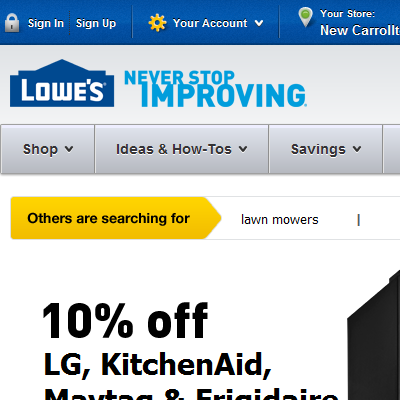 Sign In Sign Up Your Account Your Store:
New Carrollt
LOWE'S NEVER STOP
IMPROVING
Shop Ideas & How-Tos Savings
Others are searching for lawn mowers |
10% off
LG, KitchenAid,
Maytag & Frigidaire